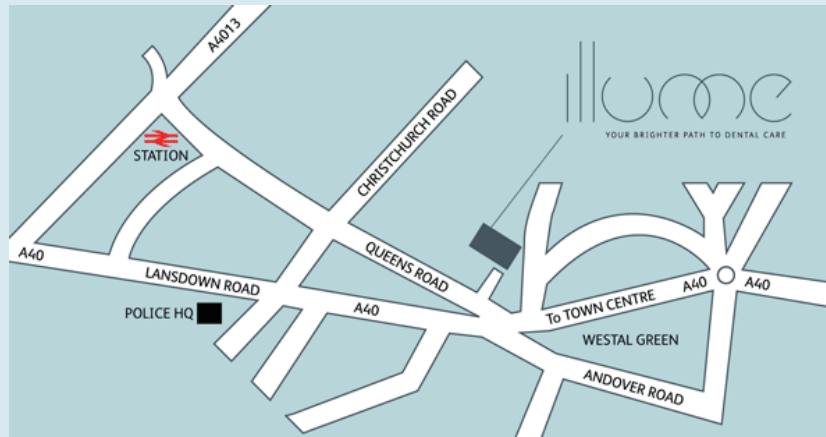 A4013
illume
YOUR BRIGHTER PATH TO DENTAL CARE
STATION
CHRISTCHURCH ROAD
A40
LANSDOWN ROAD
QUEENS ROAD
POLICE HQ
A40
To TOWN CENTRE
A40
A40
WESTAL GREEN
ANDOVER ROAD